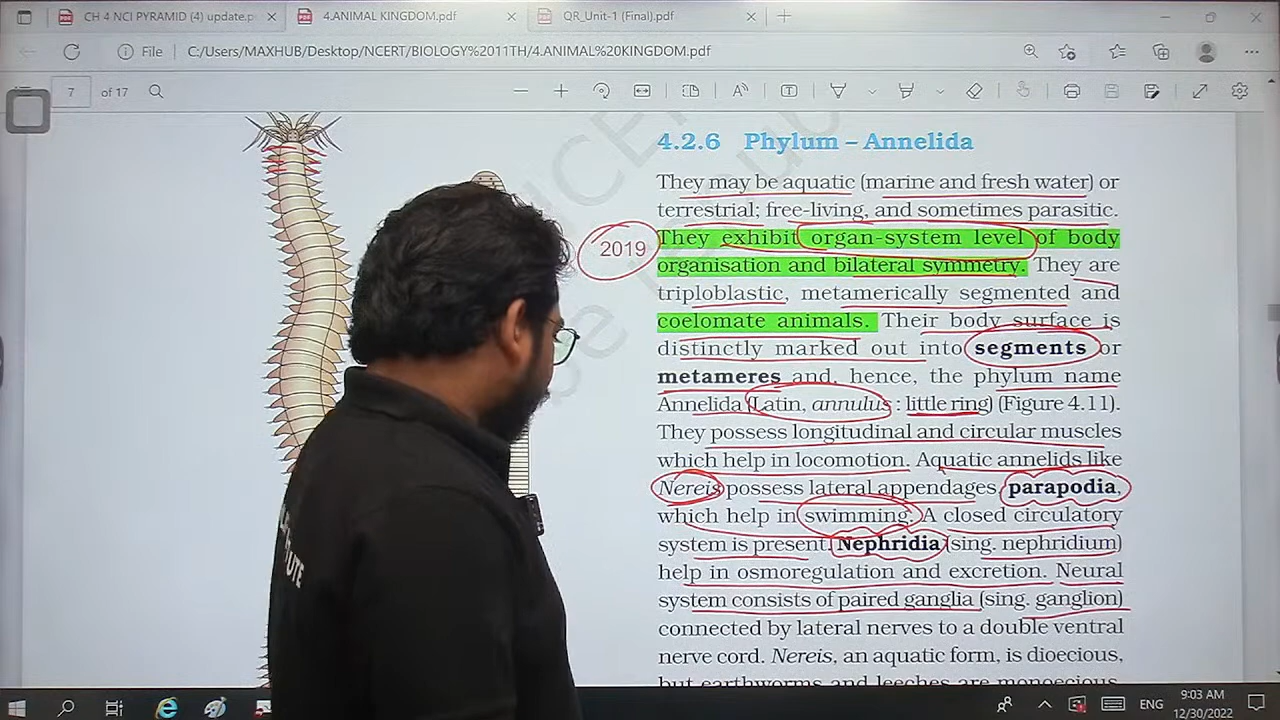 CH 4 NCI PYRAMID (4) update.p
4.ANIMAL KINGDOM.pdf
QR_Unit-1 (Final).pdf
File
C:/Users/MAXHUB/Desktop/NCERT/BIOLOGY%2011TH/4.ANIMAL%20KINGDOM.pdf
7 of 17
4.2.6 Phylum – Annelida
They may be aquatic (marine and fresh water) or
terrestrial; free-living, and sometimes parasitic.
2019
They exhibit organ-system level of body
organisation and bilateral symmetry. They are
triploblastic, metamerically segmented and
coelomate animals. Their body surface is
distinctly marked out into segments or
metameres and, hence, the phylum name
Annelida (Latin, annulus : little ring) (Figure 4.11).
They possess longitudinal and circular muscles
which help in locomotion. Aquatic annelids like
Nereis possess lateral appendages, parapodia,
which help in swimming. A closed circulatory
system is present. Nephridia (sing. nephridium)
help in osmoregulation and excretion. Neural
system consists of paired ganglia (sing. ganglion)
connected by lateral nerves to a double ventral
nerve cord. Nereis, an aquatic form, is dioecious,
but earthworms and leeches are monoecious.
ENG
9:03 AM
12/30/2022